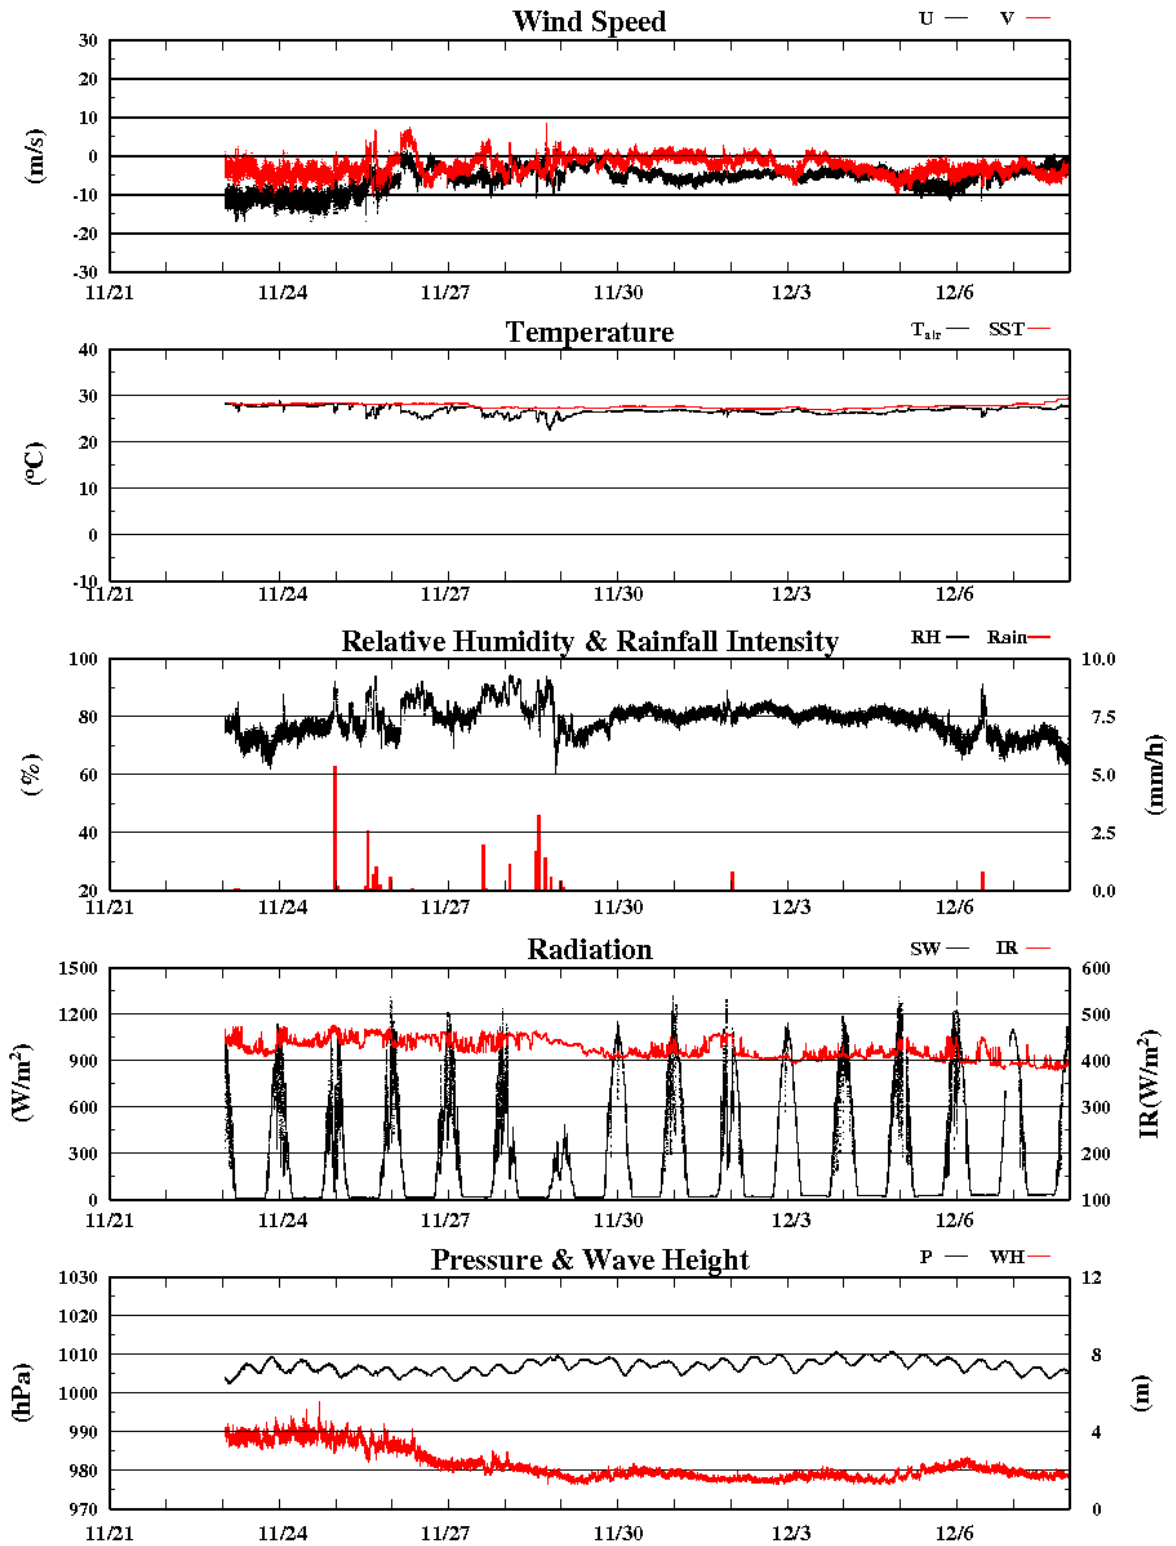 Wind Speed U V
30
20
10
0
-10
-20
-30
(m/s)
11/21 11/24 11/27 11/30 12/3 12/6
Temperature Tair SST
40
30
20
10
0
-10
(°C)
11/21 11/24 11/27 11/30 12/3 12/6
Relative Humidity & Rainfall Intensity RH Rain
100 10.0
80 7.5
60 5.0
40 2.5
20 0.0
(%) (mm/h)
11/21 11/24 11/27 11/30 12/3 12/6
Radiation SW IR
1500 600
1200 500
900 400
600 300
300 200
0 100
(W/m²) IR(W/m²)
11/21 11/24 11/27 11/30 12/3 12/6
Pressure & Wave Height P WH
1030 12
1020
1010 8
1000
990 4
980
970 0
(hPa) (m)
11/21 11/24 11/27 11/30 12/3 12/6